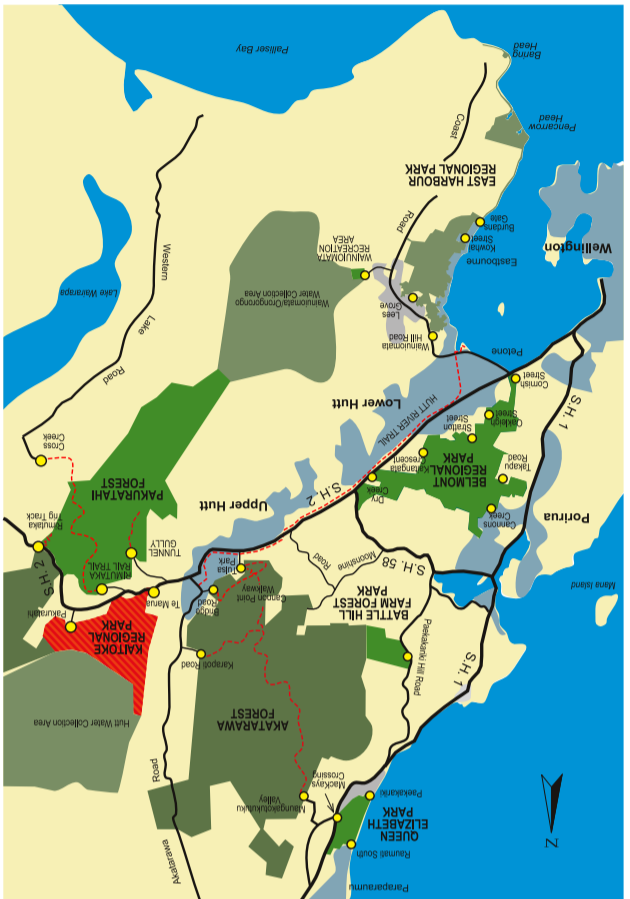 Paraparaumu
Raumati South
QUEEN
ELIZABETH
PARK
Paekakariki
MacKays
Crossing
Maungakotukutuku
Valley
Akatarawa
Road
Hutt Water Collection Area
AKATARAWA
FOREST
S.H. 1
Paekakariki Hill Road
BATTLE HILL
FARM FOREST
PARK
Karapoti Road
KAITOKE
REGIONAL
PARK
Pakuratahi
Cannon Point
Walkway
Bridge
Road
Te Marua
RIMUTAKA
RAIL TRAIL
S.H. 2
Mana Island
S.H. 58
Moonshine
Road
Tulsa
Park
TUNNEL
GULLY
Rimutaka
Trig Track
Porirua
Cannons
Creek
Dry
Creek
S.H. 2
Upper Hutt
PAKURATAHI
FOREST
Takapu
Road
BELMONT
REGIONAL
PARK
Kaitangata
Crescent
Cross
Creek
Stratton
Street
Oakleigh
Street
HUTT RIVER TRAIL
Lower Hutt
S.H. 1
Cornish
Street
Petone
Wainuiomata
Hill Road
Lees
Grove
Wainuiomata/Orongorongo
Water Collection Area
Western
Lake
Road
Lake Wairarapa
Wellington
Eastbourne
Kowhai
Street
Burdans
Gate
WAINUIOMATA
RECREATION
AREA
Coast
Road
EAST HARBOUR
REGIONAL PARK
Pencarrow
Head
Baring
Head
Palliser Bay
N